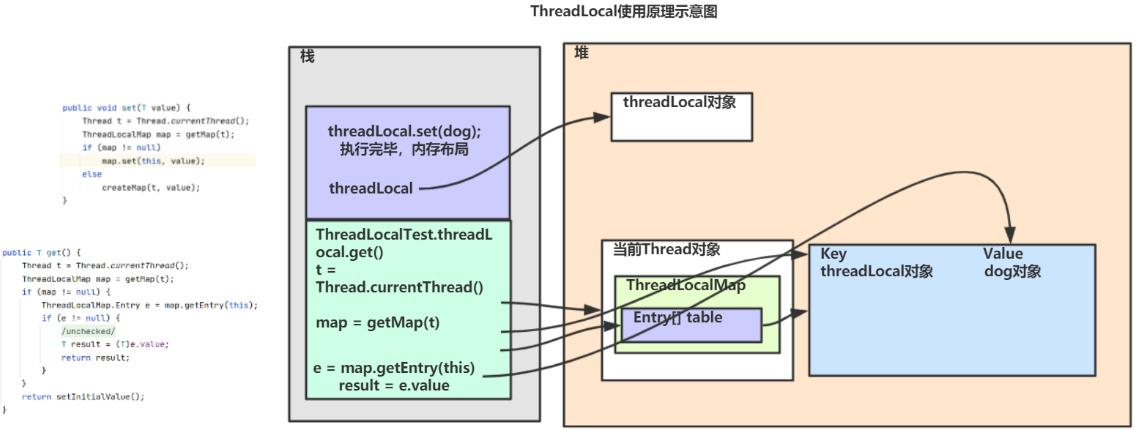 ThreadLocal使用原理示意图
栈
堆
public void set(T value) {
Thread t = Thread.currentThread();
ThreadLocalMap map = getMap(t);
if (map != null)
map.set(this, value);
else
createMap(t, value);
}
public T get() {
Thread t = Thread.currentThread();
ThreadLocalMap map = getMap(t);
if (map != null) {
ThreadLocalMap.Entry e = map.getEntry(this);
if (e != null) {
/unchecked/
T result = (T)e.value;
return result;
}
}
return setInitialValue();
}
threadLocal.set(dog);
执行完毕，内存布局
threadLocal
ThreadLocalTest.threadL
ocal.get()
t =
Thread.currentThread()
map = getMap(t)
e = map.getEntry(this)
result = e.value
threadLocal对象
当前Thread对象
ThreadLocalMap
Entry[] table
Key
threadLocal对象
Value
dog对象